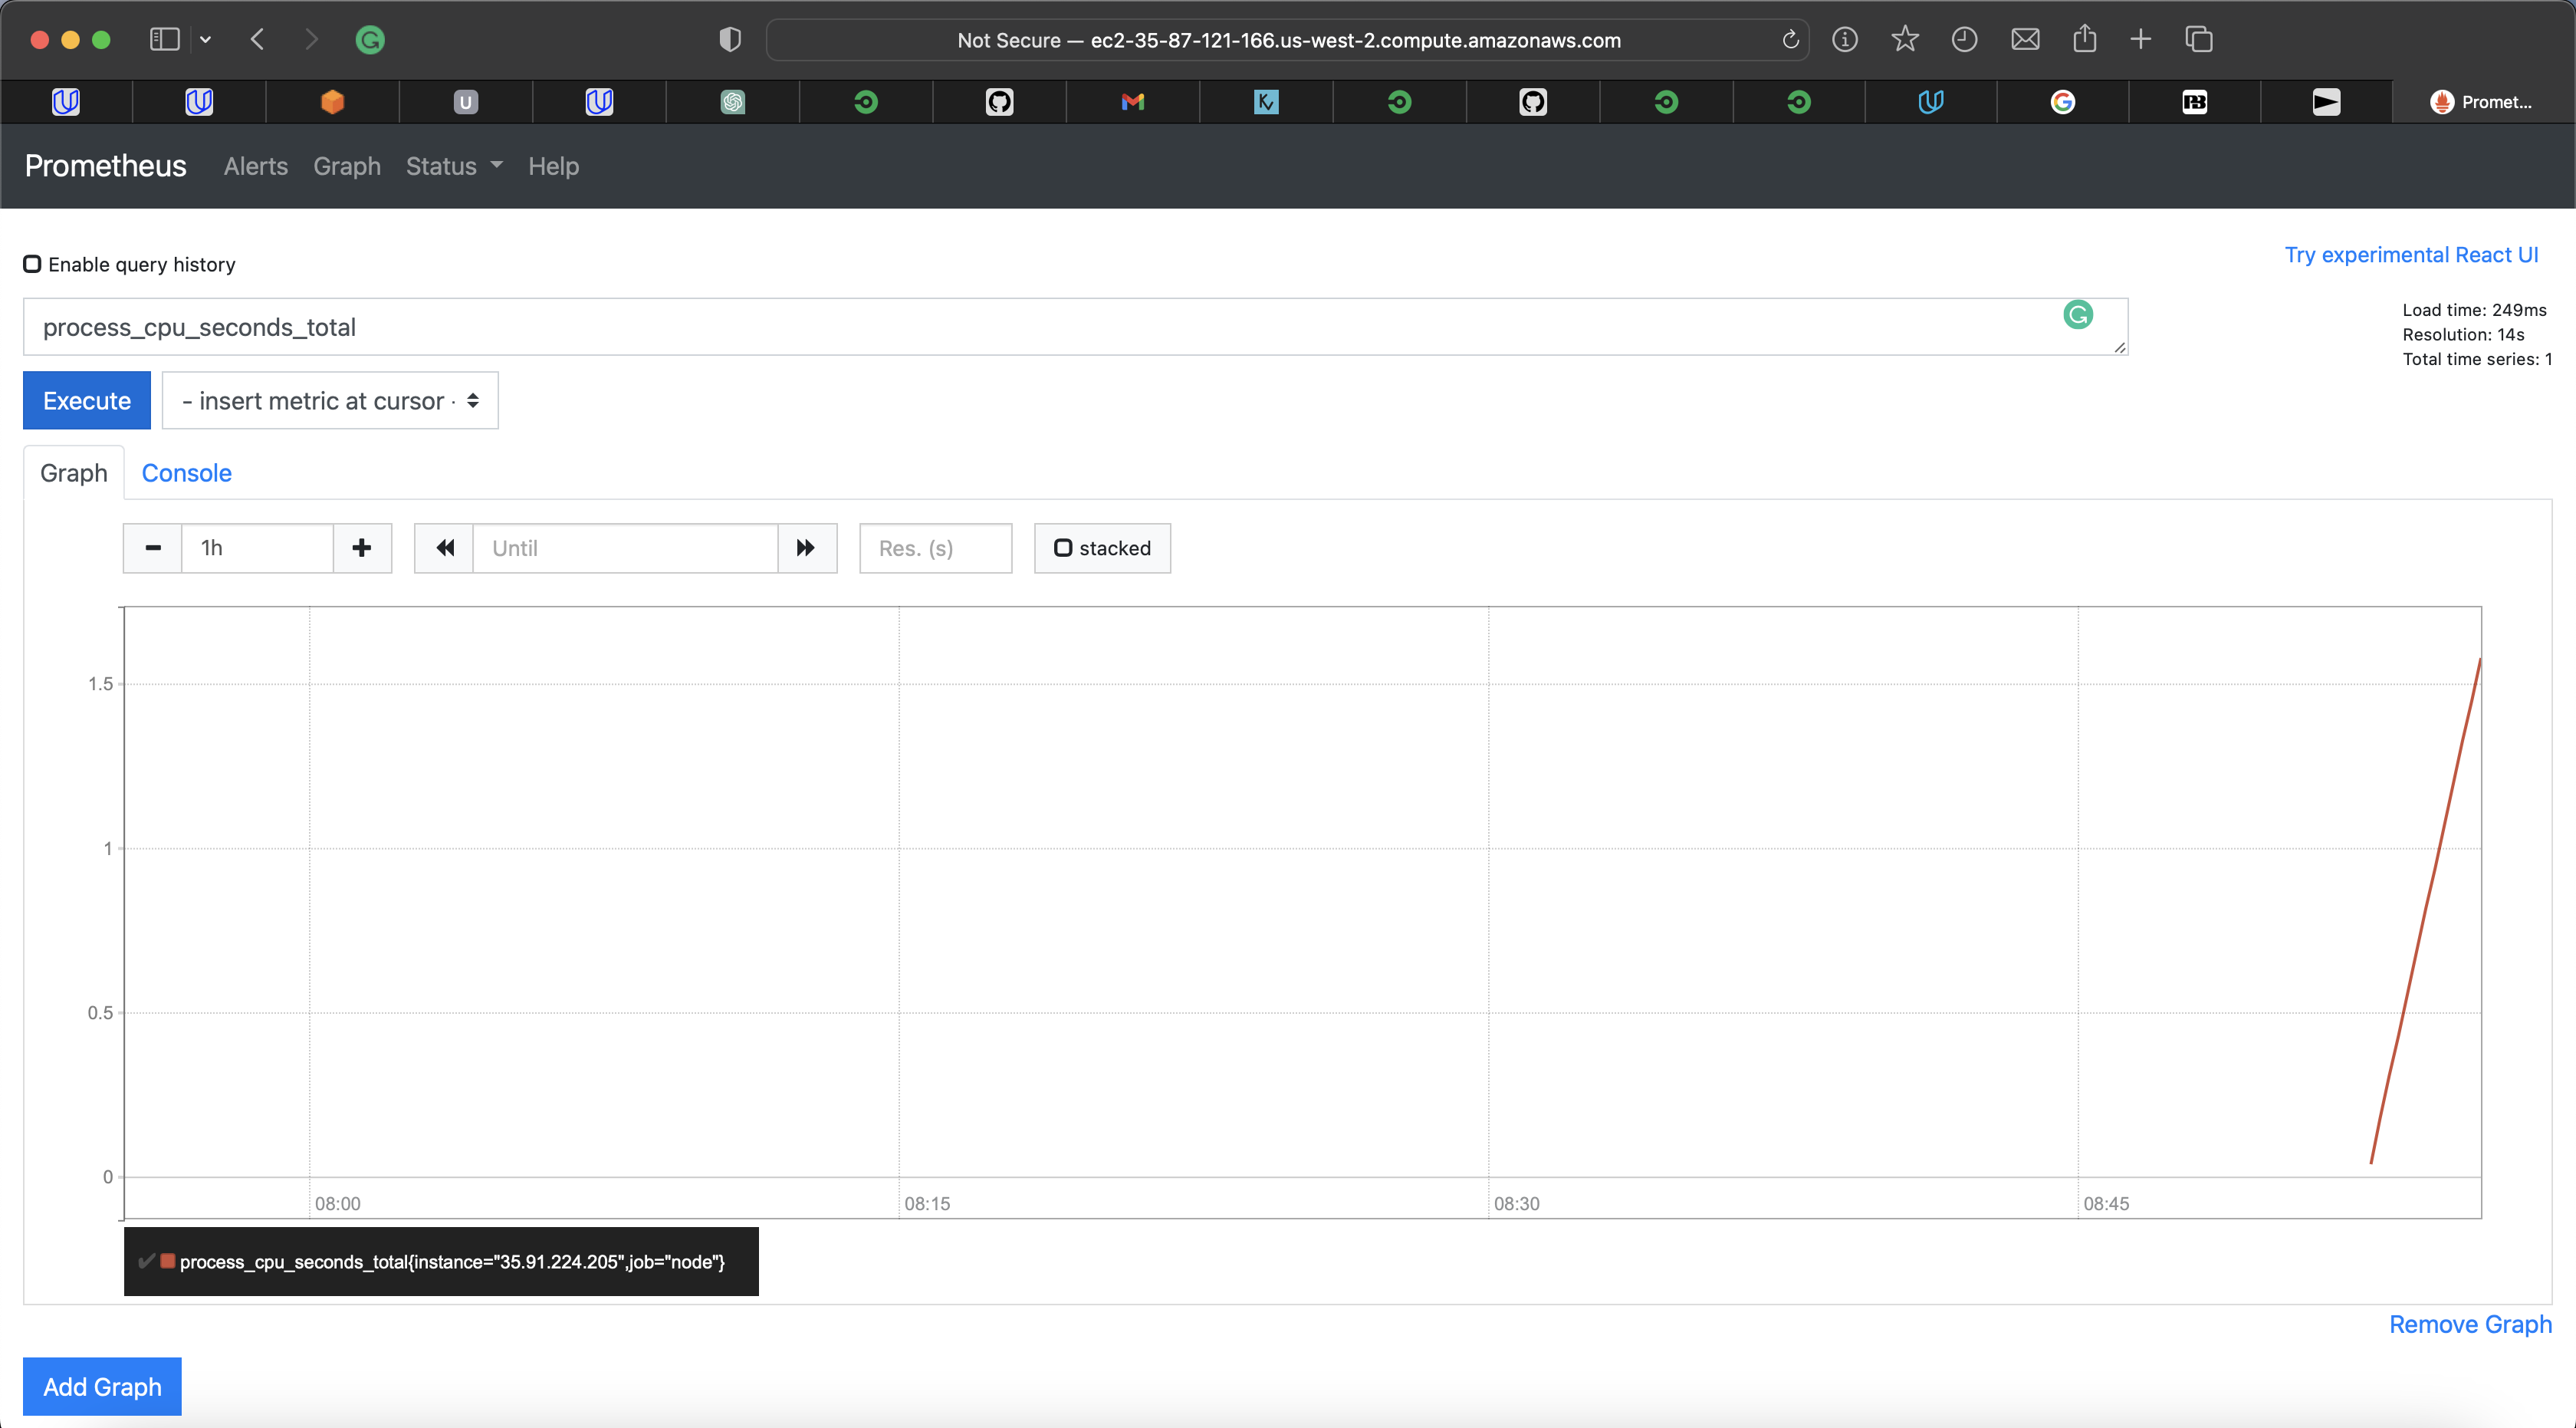 Not Secure — ec2-35-87-121-166.us-west-2.compute.amazonaws.com
U
K
Promet...
Prometheus Alerts Graph Status Help
Enable query history
Try experimental React UI
process_cpu_seconds_total
Load time: 249ms
Resolution: 14s
Total time series: 1
Execute
- insert metric at cursor -
Graph Console
1h
Until
Res. (s)
stacked
1.5
1
0.5
0
08:00 08:15 08:30 08:45
process_cpu_seconds_total{instance="35.91.224.205",job="node"}
Remove Graph
Add Graph